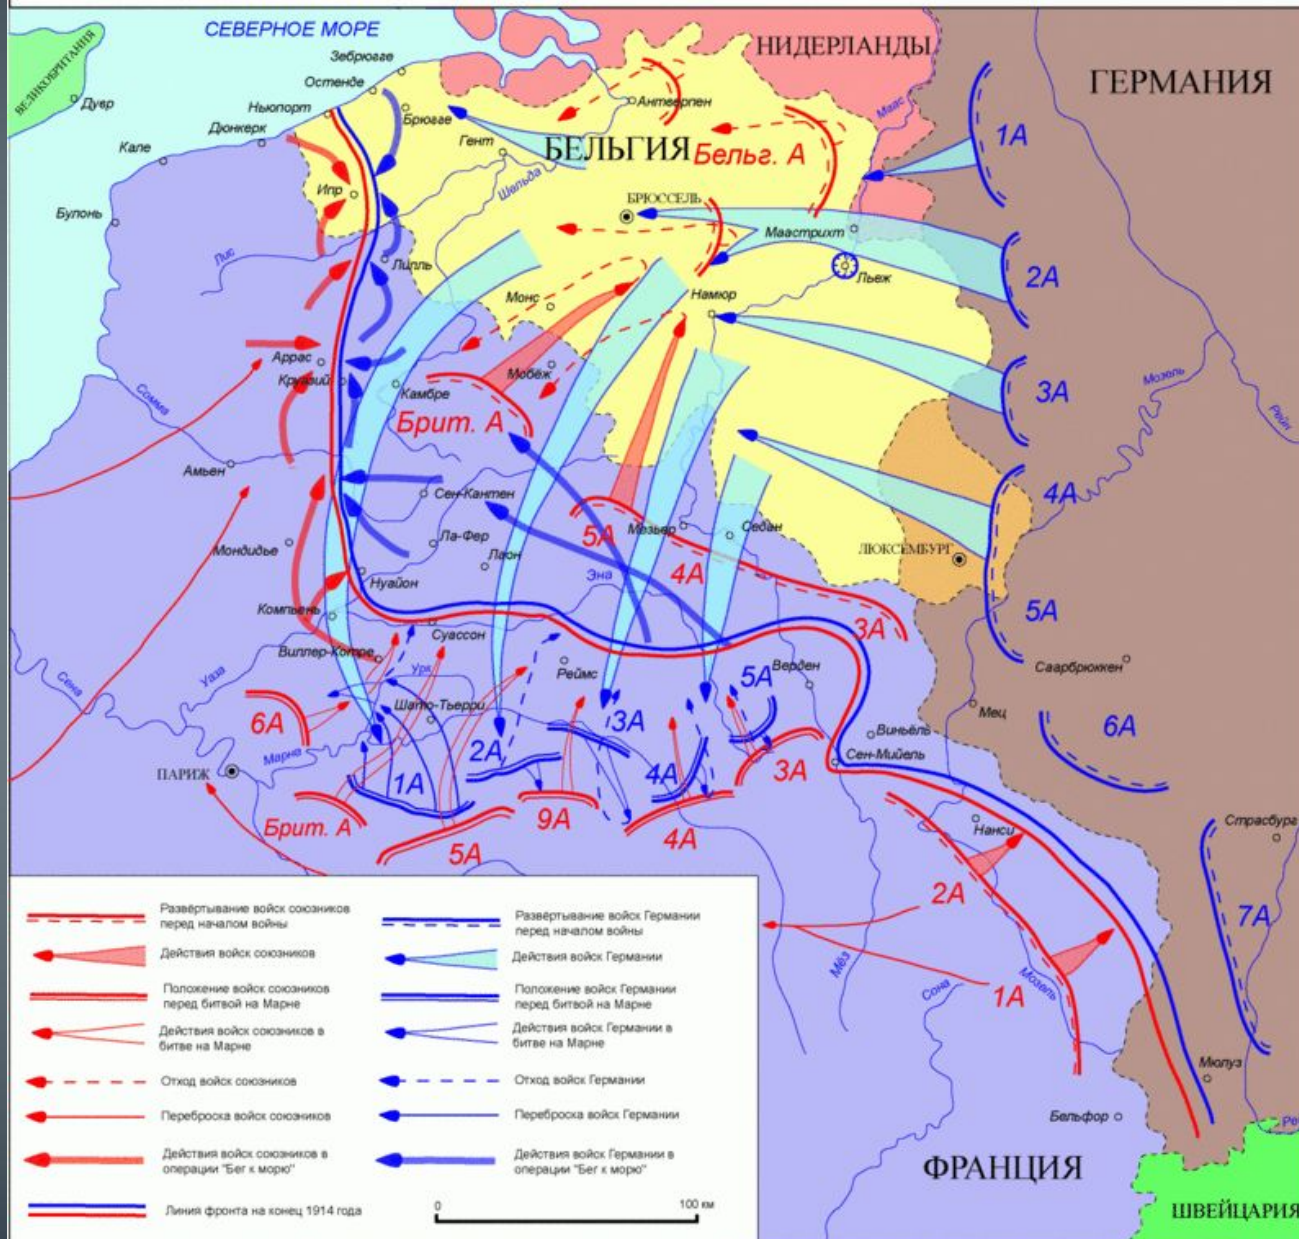 СЕВЕРНОЕ МОРЕ
ВЕЛИКОБРИТАНИЯ
НИДЕРЛАНДЫ
ГЕРМАНИЯ
Зебрюгге
Остенде
Ньюпорт
Дюнкерк
Дувр
Кале
Булонь
Брюгге
Гент
Антверпен
БЕЛЬГИЯ
Бельг. А
Маас
1А
Ипр
Шельда
БРЮССЕЛЬ
Маастрихт
Льеж
2А
Лис
Лилль
Монс
Намюр
Аррас
Мобёж
Камбре
Брит. А
3А
Мозель
Рейн
Сомма
Амьен
Сен-Кантен
4А
Мондидье
Ла-Фер
Лаон
5А
Мезьер
Седан
ЛЮКСЕМБУРГ
4А
Нуайон
Эна
Компьень
Суассон
3А
5А
Виллер-Котре
Урк
Реймс
Верден
Саарбрюккен
Сена
Уаза
Шато-Тьерри
5А
Мец
6А
3А
Виньёль
6А
Марна
2А
Сен-Мийель
ПАРИЖ
1А
4А
3А
Брит. А
9А
5А
4А
Нанси
Страсбург
2А
7А
Мёз
Сона
Мозель
1А
Мюлуз
Бельфор
ФРАНЦИЯ
ШВЕЙЦАРИЯ
Развёртывание войск союзников
перед началом войны
Действия войск союзников
Положение войск союзников
перед битвой на Марне
Действия войск союзников в
битве на Марне
Отход войск союзников
Переброска войск союзников
Действия войск союзников в
операции "Бег к морю"
Линия фронта на конец 1914 года
Развёртывание войск Германии
перед началом войны
Действия войск Германии
Положение войск Германии
перед битвой на Марне
Действия войск Германии в
битве на Марне
Отход войск Германии
Переброска войск Германии
Действия войск Германии в
операции "Бег к морю"
0 100 км